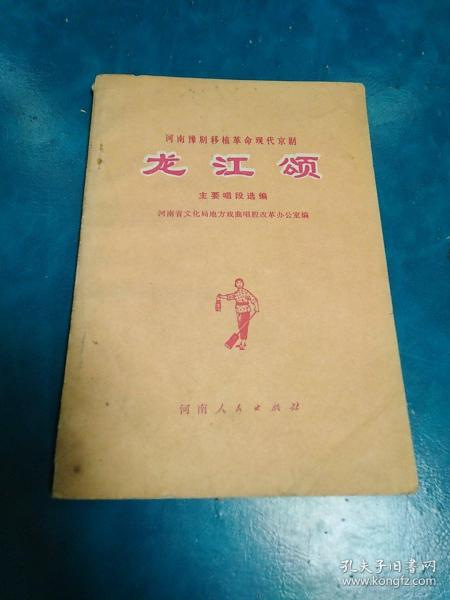 河南豫剧移植革命现代京剧
龙江颂
主要唱段选编
河南省文化局地方戏曲唱腔改革办公室编
河南人民出版社
孔夫子旧书网
www.kongfz.com